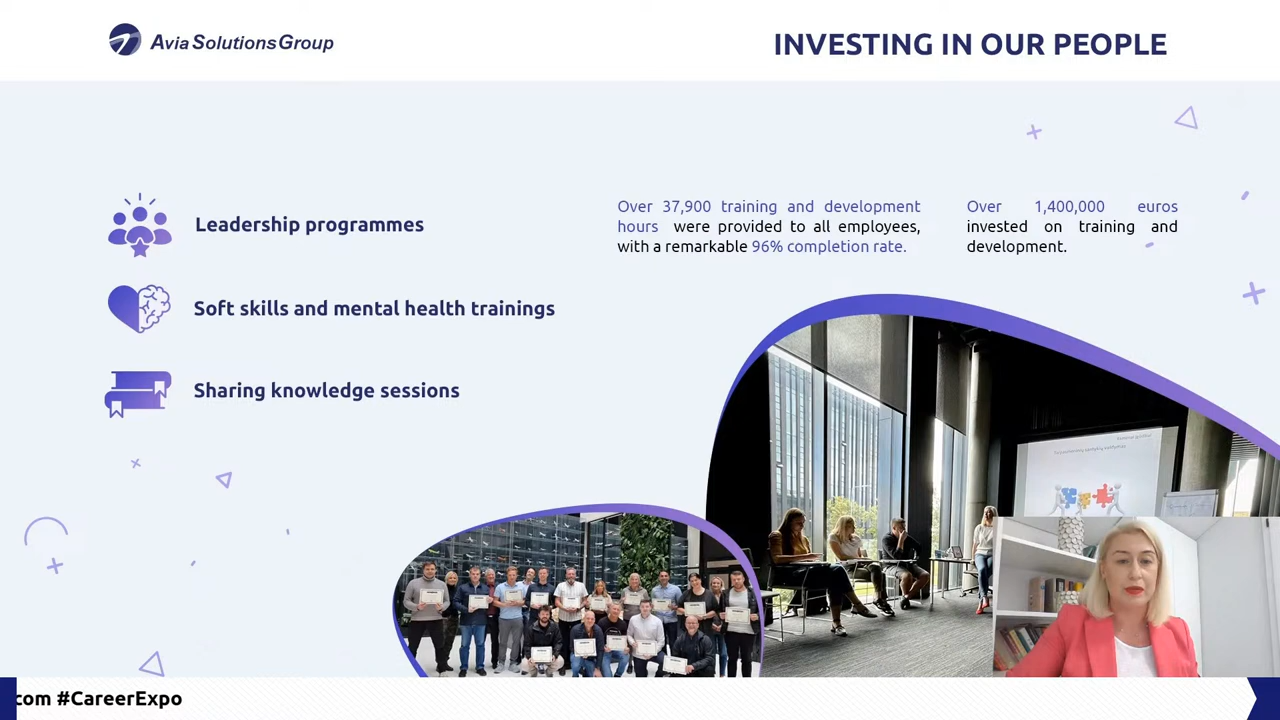 Avia Solutions Group
INVESTING IN OUR PEOPLE
Leadership programmes
Soft skills and mental health trainings
Sharing knowledge sessions
Over 37,900 training and development
hours were provided to all employees,
with a remarkable 96% completion rate.
Over 1,400,000 euros
invested on training and
development.
com #CareerExpo